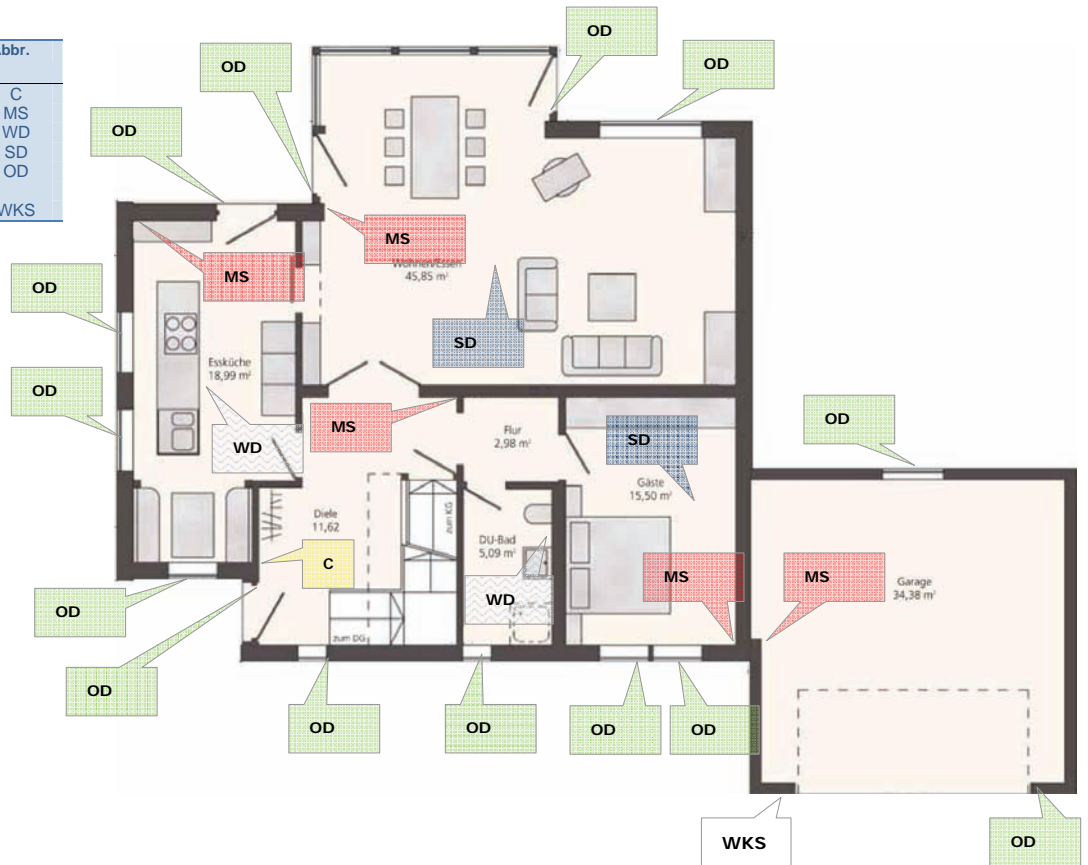 Abbr.
C
MS
WD
SD
OD
WKS
OD
OD
OD
OD
MS
MS
Wohnen/Essen
45,85 m²
OD
SD
Essküche
18,99 m²
OD
WD
MS
Flur
2,98 m²
SD
OD
Gäste
15,50 m²
zum KG
Diele
11,62
DU-Bad
5,09 m²
C
MS
MS
Garage
34,38 m²
OD
WD
zum DG
OD
OD
OD
OD
OD
WKS
OD